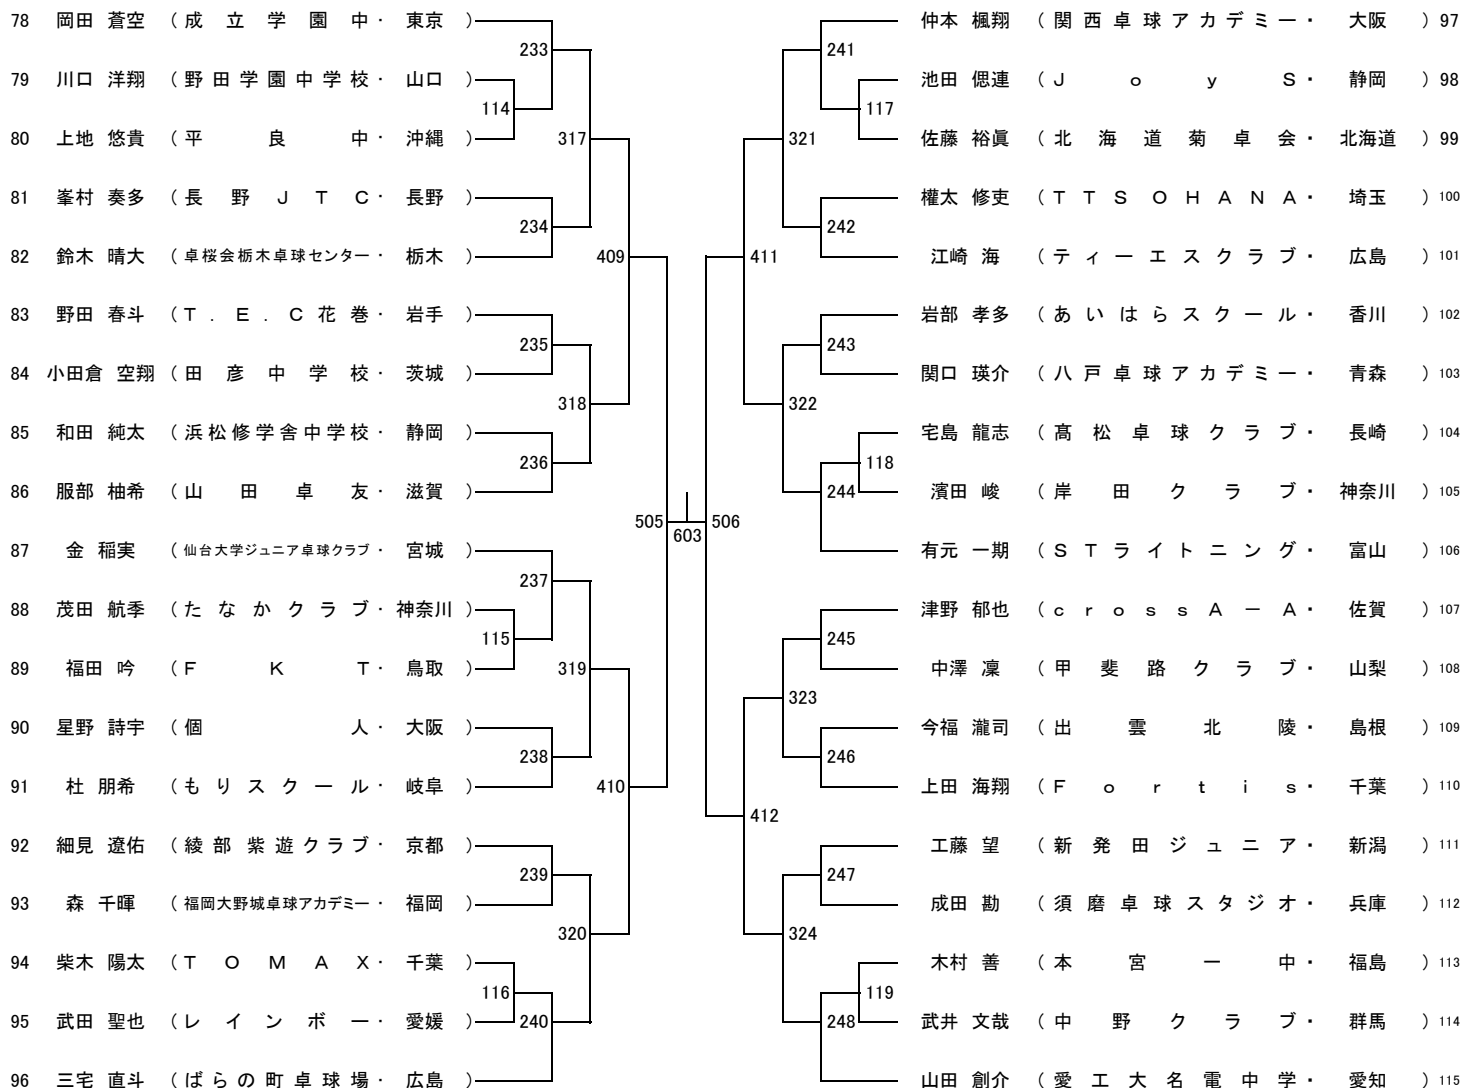 78 岡田 蒼空 (成立学園中・東京)
79 川口 洋翔 (野田学園中学校・山口)
80 上地 悠貴 (平良中・沖縄)
81 峯村 奏多 (長野JTC・長野)
82 鈴木 晴大 (卓桜会栃木卓球センター・栃木)
83 野田 春斗 (T.E.C花巻・岩手)
84 小田倉 空翔 (田彦中学校・茨城)
85 和田 純太 (浜松修学舎中学校・静岡)
86 服部 柚希 (山田卓友・滋賀)
87 金 稲実 (仙台大学ジュニア卓球クラブ・宮城)
88 茂田 航季 (たなかクラブ・神奈川)
89 福田 吟 (FKT・鳥取)
90 星野 詩宇 (個人・大阪)
91 杜 朋希 (もりスクール・岐阜)
92 細見 遼佑 (綾部紫遊クラブ・京都)
93 森 千暉 (福岡大野城卓球アカデミー・福岡)
94 柴木 陽太 (TOMAX・千葉)
95 武田 聖也 (レインボー・愛媛)
96 三宅 直斗 (ばらの町卓球場・広島)
233
114
317
234
409
235
318
236
505
237
115
319
238
410
239
320
116
240
603
506
241
117
321
242
411
243
322
118
244
245
323
246
412
247
324
119
248
仲本 楓翔 (関西卓球アカデミー・大阪) 97
池田 偲連 (JoyS・静岡) 98
佐藤 裕眞 (北海道菊卓会・北海道) 99
權太 修吏 (TTSOHANA・埼玉) 100
江崎 海 (ティーエスクラブ・広島) 101
岩部 孝多 (あいはらスクール・香川) 102
関口 瑛介 (八戸卓球アカデミー・青森) 103
宅島 龍志 (髙松卓球クラブ・長崎) 104
濱田 峻 (岸田クラブ・神奈川) 105
有元 一期 (STライトニング・富山) 106
津野 郁也 (crossA-A・佐賀) 107
中澤 凜 (甲斐路クラブ・山梨) 108
今福 瀧司 (出雲北陵・島根) 109
上田 海翔 (Fortis・千葉) 110
工藤 望 (新発田ジュニア・新潟) 111
成田 勘 (須磨卓球スタジオ・兵庫) 112
木村 善 (本宮一中・福島) 113
武井 文哉 (中野クラブ・群馬) 114
山田 創介 (愛工大名電中学・愛知) 115